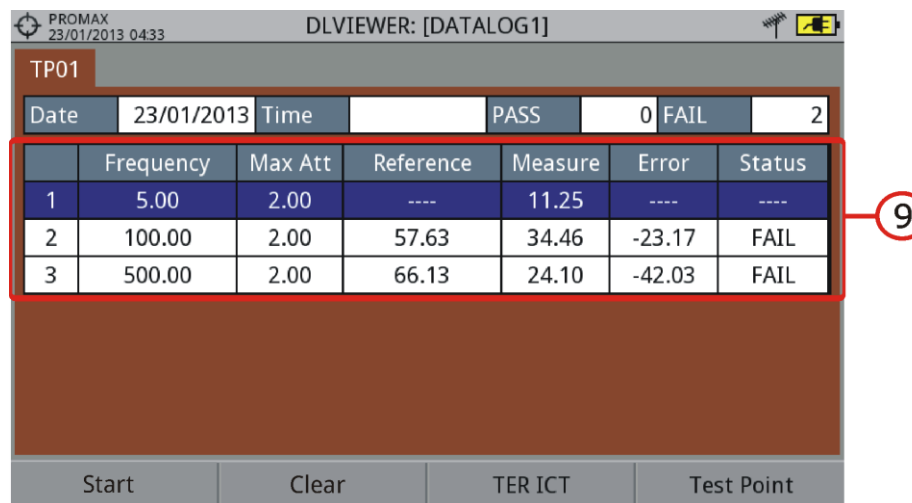 PROMAX
23/01/2013 04:33
DLVIEWER: [DATALOG1]
TP01
Date 23/01/2013 Time PASS 0 FAIL 2
Frequency Max Att Reference Measure Error Status
1 5.00 2.00 ---- 11.25 ---- ----
2 100.00 2.00 57.63 34.46 -23.17 FAIL
3 500.00 2.00 66.13 24.10 -42.03 FAIL
9
Start Clear TER ICT Test Point